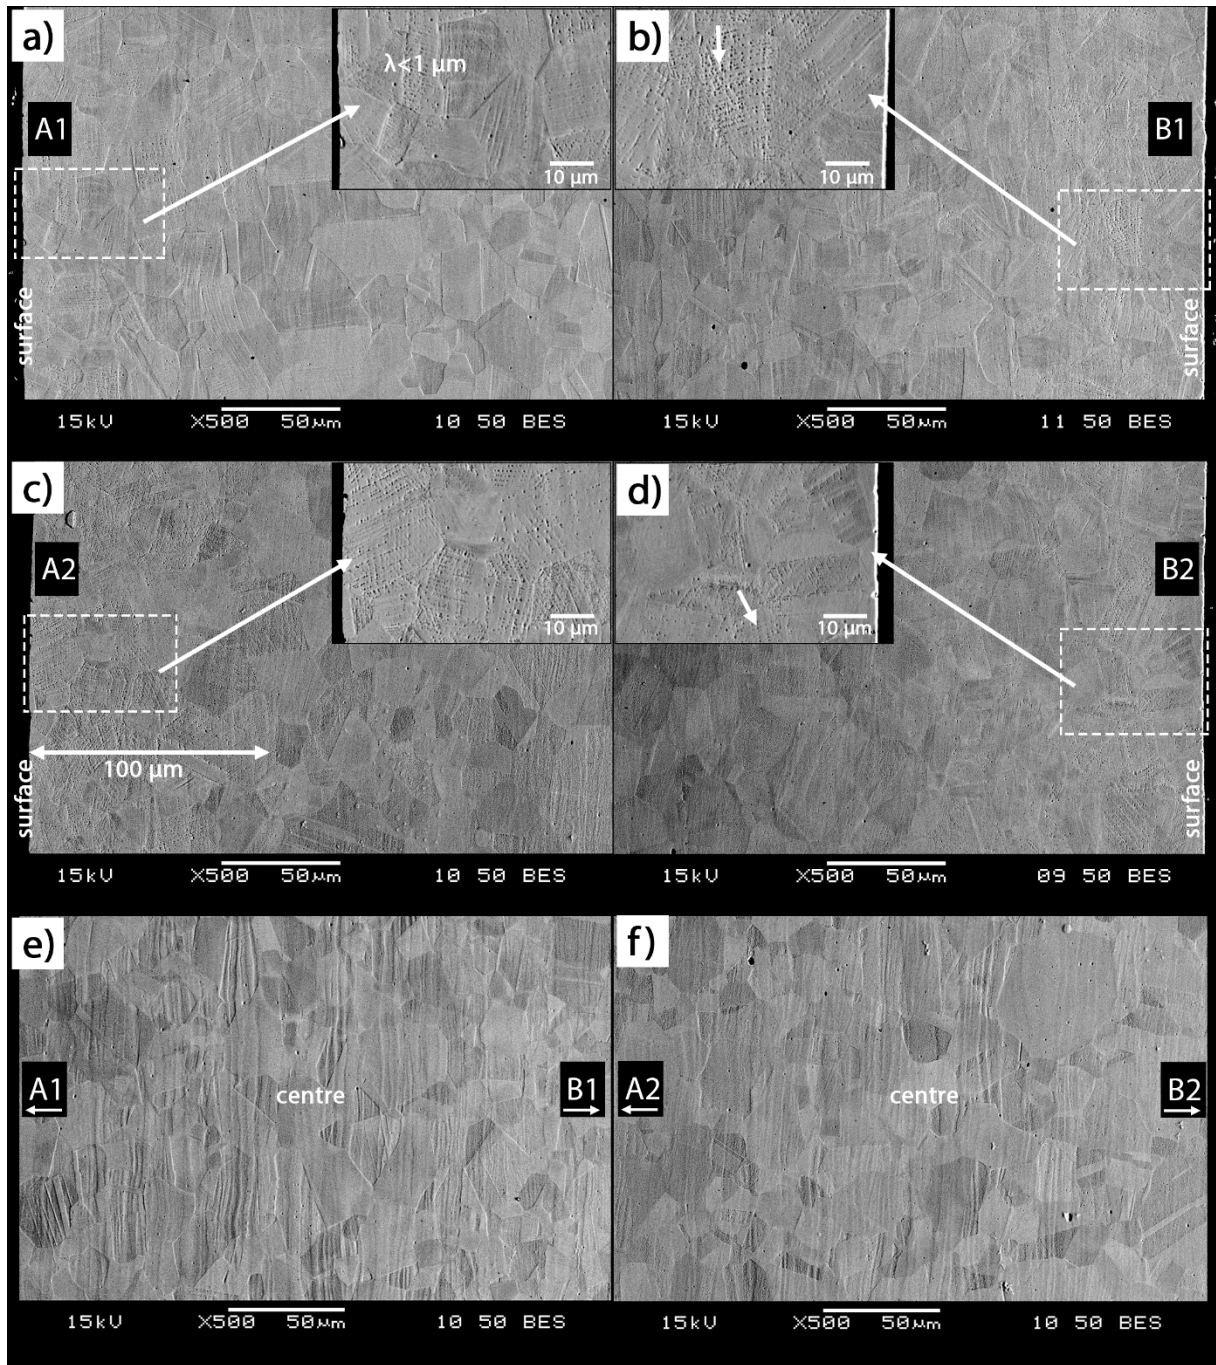 a)
λ<1 µm
A1
10 µm
surface
15kV X500 50µm 10 50 BES
b)
B1
10 µm
surface
15kV X500 50µm 11 50 BES
c)
A2
10 µm
100 µm
surface
15kV X500 50µm 10 50 BES
d)
B2
10 µm
surface
15kV X500 50µm 09 50 BES
e)
A1
centre
B1
15kV X500 50µm 10 50 BES
f)
A2
centre
B2
15kV X500 50µm 10 50 BES